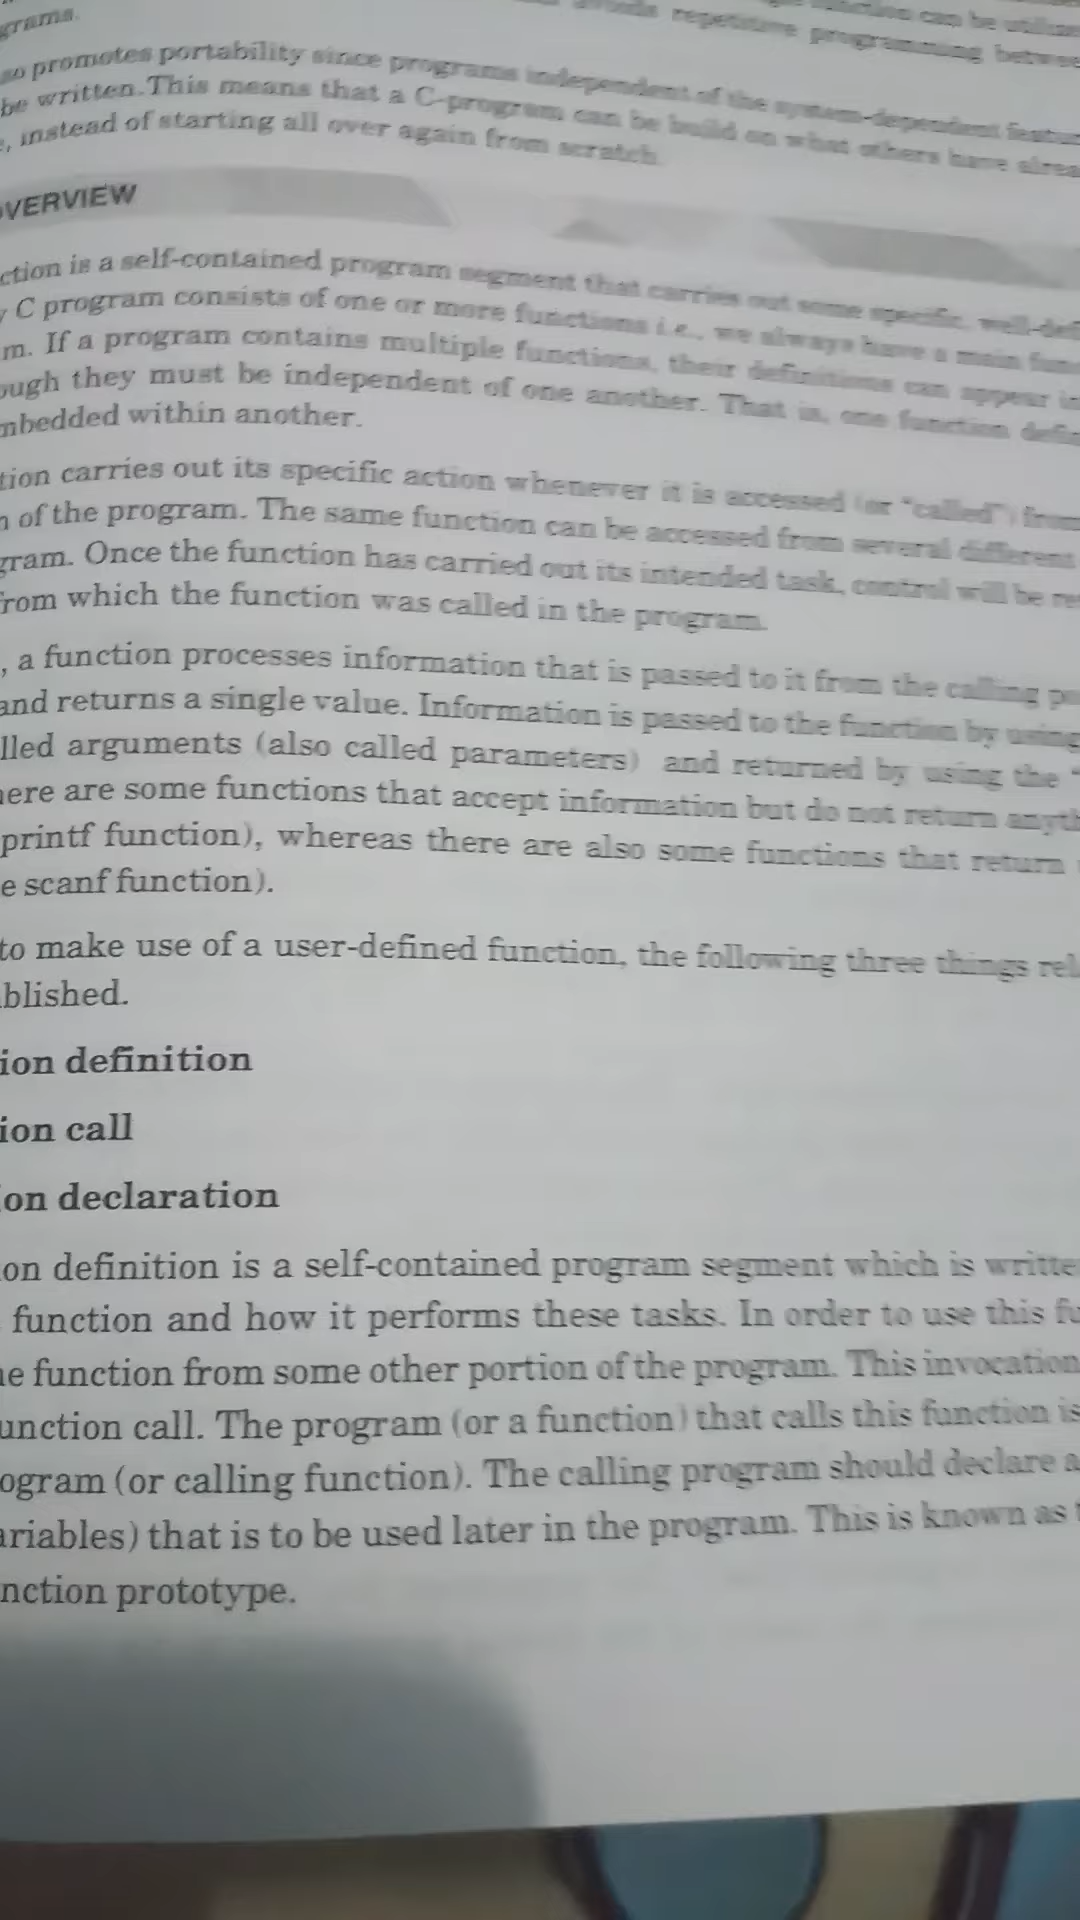 grams.
function can be utilize
avoids repetitive programming betwee
so promotes portability since programs independent of the system-dependent featur
be written.This means that a C-program can be build on what others have alrea
, instead of starting all over again from scratch.
VERVIEW
ction is a self-contained program segment that carries out some specific, well-def
y C program consists of one or more functions i.e., we always have a main func
m. If a program contains multiple functions, their definitions can appear in
ough they must be independent of one another. That is, one function defin
mbedded within another.
tion carries out its specific action whenever it is accessed (or "called") from
n of the program. The same function can be accessed from several different
gram. Once the function has carried out its intended task, control will be re
from which the function was called in the program.
, a function processes information that is passed to it from the calling po
and returns a single value. Information is passed to the function by using
lled arguments (also called parameters) and returned by using the "
here are some functions that accept information but do not return anyth
printf function), whereas there are also some functions that return
e scanf function).
to make use of a user-defined function, the following three things rel
blished.
ion definition
ion call
on declaration
on definition is a self-contained program segment which is writte
function and how it performs these tasks. In order to use this fu
he function from some other portion of the program. This invocation
unction call. The program (or a function) that calls this function is
ogram (or calling function). The calling program should declare a
ariables) that is to be used later in the program. This is known as t
nction prototype.